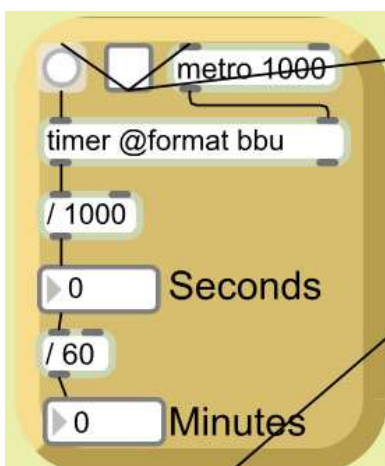 metro 1000
timer @format bbu
/ 1000
0 Seconds
/ 60
0 Minutes